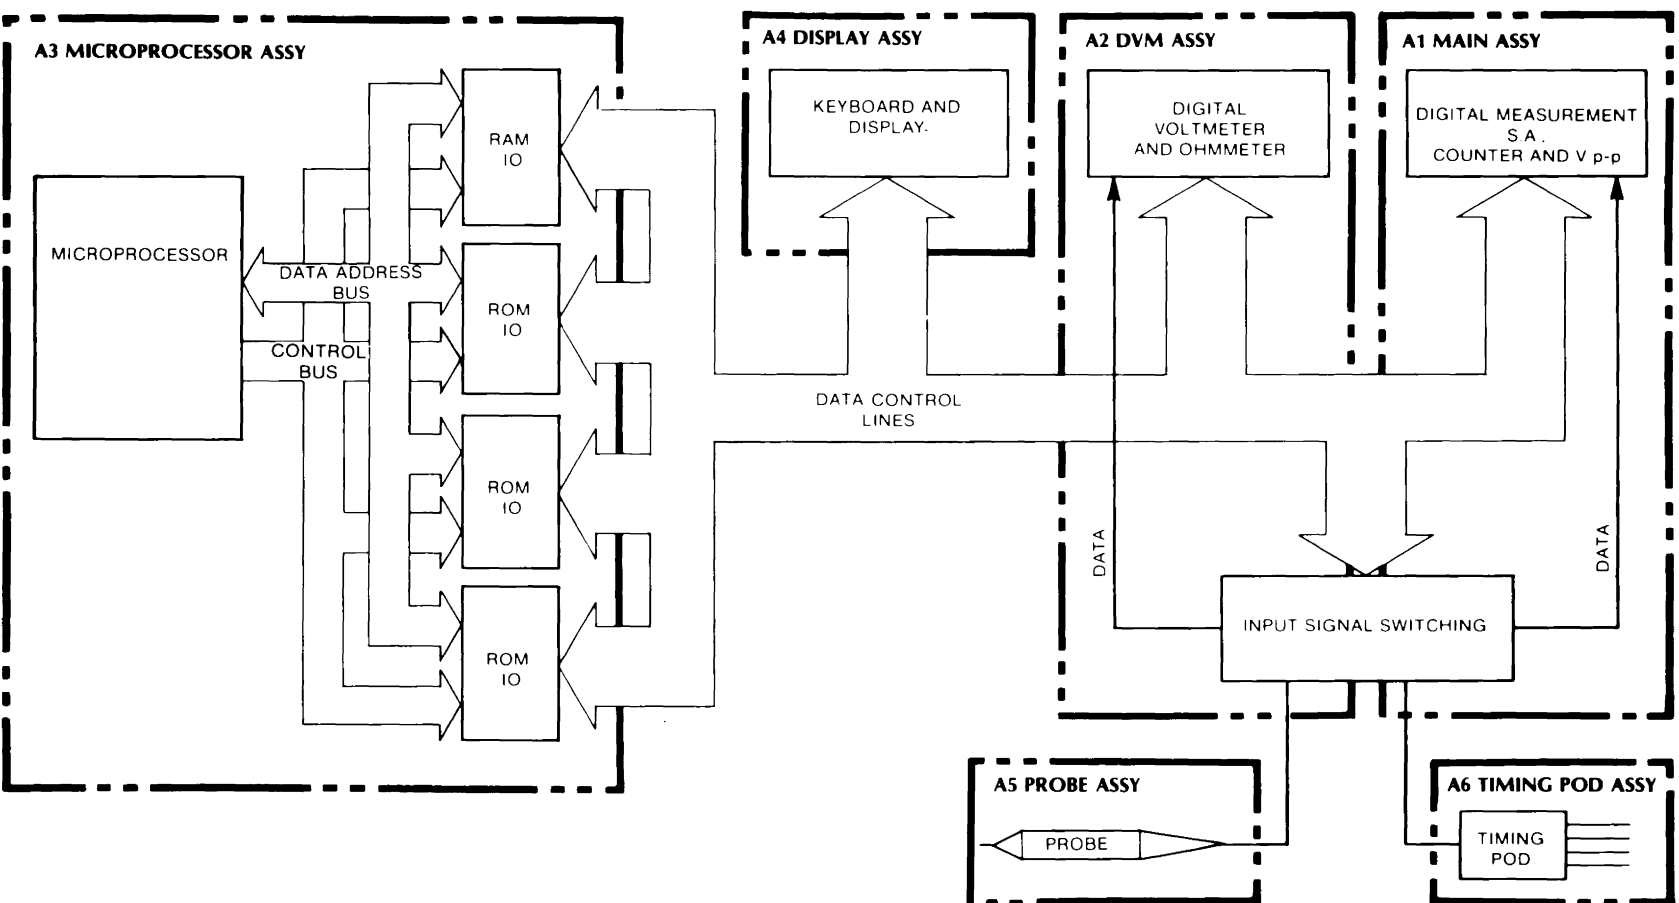 A3 MICROPROCESSOR ASSY
MICROPROCESSOR
DATA ADDRESS
BUS
CONTROL
BUS
RAM
IO
ROM
IO
ROM
IO
ROM
IO
A4 DISPLAY ASSY
KEYBOARD AND
DISPLAY
DATA CONTROL
LINES
A2 DVM ASSY
DIGITAL
VOLTMETER
AND OHMMETER
A1 MAIN ASSY
DIGITAL MEASUREMENT
S.A.
COUNTER AND V p-p
DATA
DATA
INPUT SIGNAL SWITCHING
A5 PROBE ASSY
PROBE
A6 TIMING POD ASSY
TIMING
POD